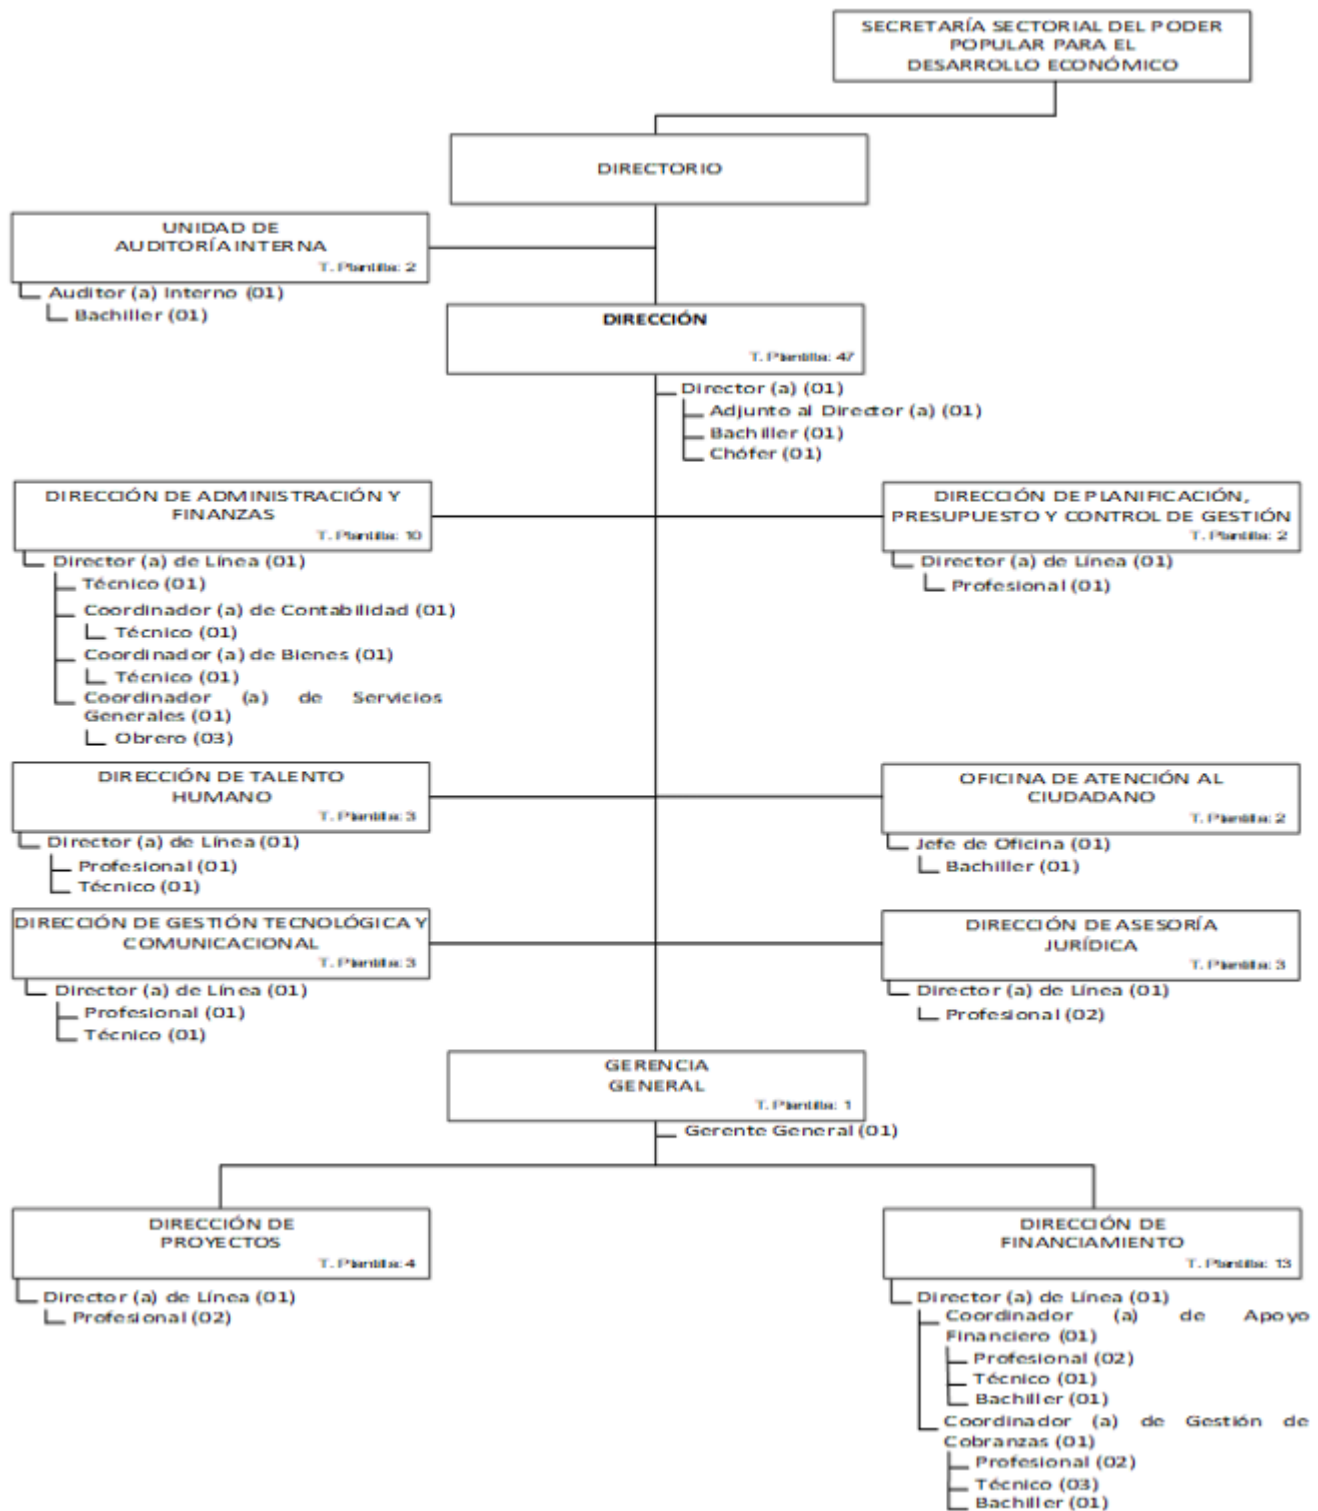 SECRETARÍA SECTORIAL DEL PODER
POPULAR PARA EL
DESARROLLO ECONÓMICO
DIRECTORIO
UNIDAD DE
AUDITORÍA INTERNA
T. Plantilla: 2
Auditor (a) Interno (01)
Bachiller (01)
DIRECCIÓN
T. Plantilla: 47
Director (a) (01)
Adjunto al Director (a) (01)
Bachiller (01)
Chófer (01)
DIRECCIÓN DE ADMINISTRACIÓN Y
FINANZAS
T. Plantilla: 10
Director (a) de Línea (01)
Técnico (01)
Coordinador (a) de Contabilidad (01)
Técnico (01)
Coordinador (a) de Bienes (01)
Técnico (01)
Coordinador (a) de Servicios
Generales (01)
Obrero (03)
DIRECCIÓN DE PLANIFICACIÓN,
PRESUPUESTO Y CONTROL DE GESTIÓN
T. Plantilla: 2
Director (a) de Línea (01)
Profesional (01)
DIRECCIÓN DE TALENTO
HUMANO
T. Plantilla: 3
Director (a) de Línea (01)
Profesional (01)
Técnico (01)
OFICINA DE ATENCIÓN AL
CIUDADANO
T. Plantilla: 2
Jefe de Oficina (01)
Bachiller (01)
DIRECCIÓN DE GESTIÓN TECNOLÓGICA Y
COMUNICACIONAL
T. Plantilla: 3
Director (a) de Línea (01)
Profesional (01)
Técnico (01)
DIRECCIÓN DE ASESORÍA
JURÍDICA
T. Plantilla: 3
Director (a) de Línea (01)
Profesional (02)
GERENCIA
GENERAL
T. Plantilla: 1
Gerente General (01)
DIRECCIÓN DE
PROYECTOS
T. Plantilla: 4
Director (a) de Línea (01)
Profesional (02)
DIRECCIÓN DE
FINANCIAMIENTO
T. Plantilla: 13
Director (a) de Línea (01)
Coordinador (a) de Apoyo
Financiero (01)
Profesional (02)
Técnico (01)
Bachiller (01)
Coordinador (a) de Gestión de
Cobranzas (01)
Profesional (02)
Técnico (03)
Bachiller (01)